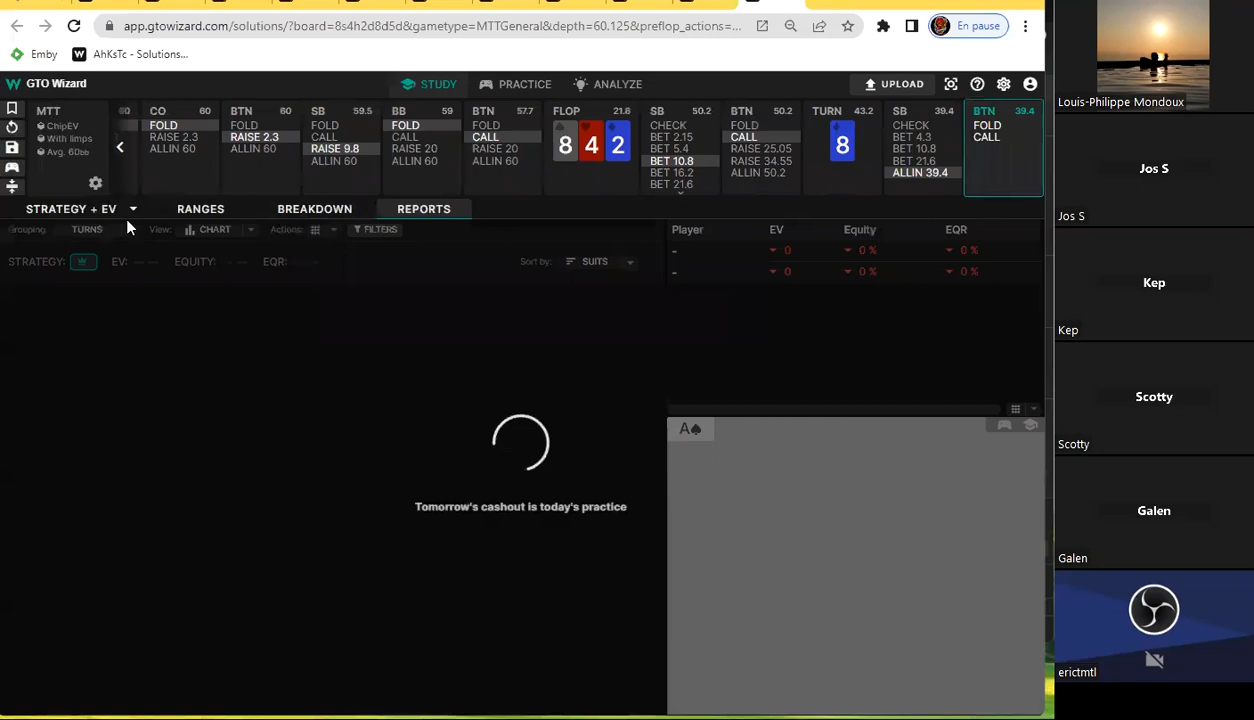 app.gtowizard.com/solutions/?board=8s4h2d8d5d&gametype=MTTGeneral&depth=60.125&preflop_actions=...
En pause
Emby
AhKsTc - Solutions...
GTO Wizard
STUDY
PRACTICE
ANALYZE
UPLOAD
MTT
ChipEV
With limps
Avg. 60bb
CO 60
FOLD
RAISE 2.3
ALLIN 60
BTN 60
FOLD
RAISE 2.3
ALLIN 60
SB 59.5
FOLD
CALL
RAISE 9.8
ALLIN 60
BB 59
FOLD
CALL
RAISE 20
ALLIN 60
BTN 57.7
FOLD
CALL
RAISE 20
ALLIN 60
FLOP 21.6
8 4 2
SB 50.2
CHECK
BET 2.15
BET 5.4
BET 10.8
BET 16.2
BET 21.6
BTN 50.2
FOLD
CALL
RAISE 25.05
RAISE 34.55
ALLIN 50.2
TURN 43.2
8
SB 39.4
CHECK
BET 4.3
BET 10.8
BET 21.6
ALLIN 39.4
BTN 39.4
FOLD
CALL
STRATEGY + EV
RANGES
BREAKDOWN
REPORTS
Grouping TURNS View: CHART Actions: FILTERS
STRATEGY: EV: -- -- EQUITY: -- -- EQR:
Sort by: SUITS
Player EV Equity EQR
- 0 0 % 0 %
- 0 0 % 0 %
A♠
Tomorrow's cashout is today's practice
Louis-Philippe Mondoux
Jos S
Jos S
Kep
Kep
Scotty
Scotty
Galen
Galen
erictmtl